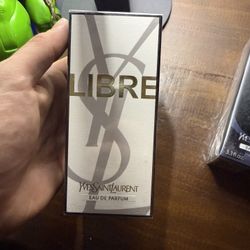 LIBRE
YVESSAINTLAURENT
EAU DE PARFUM